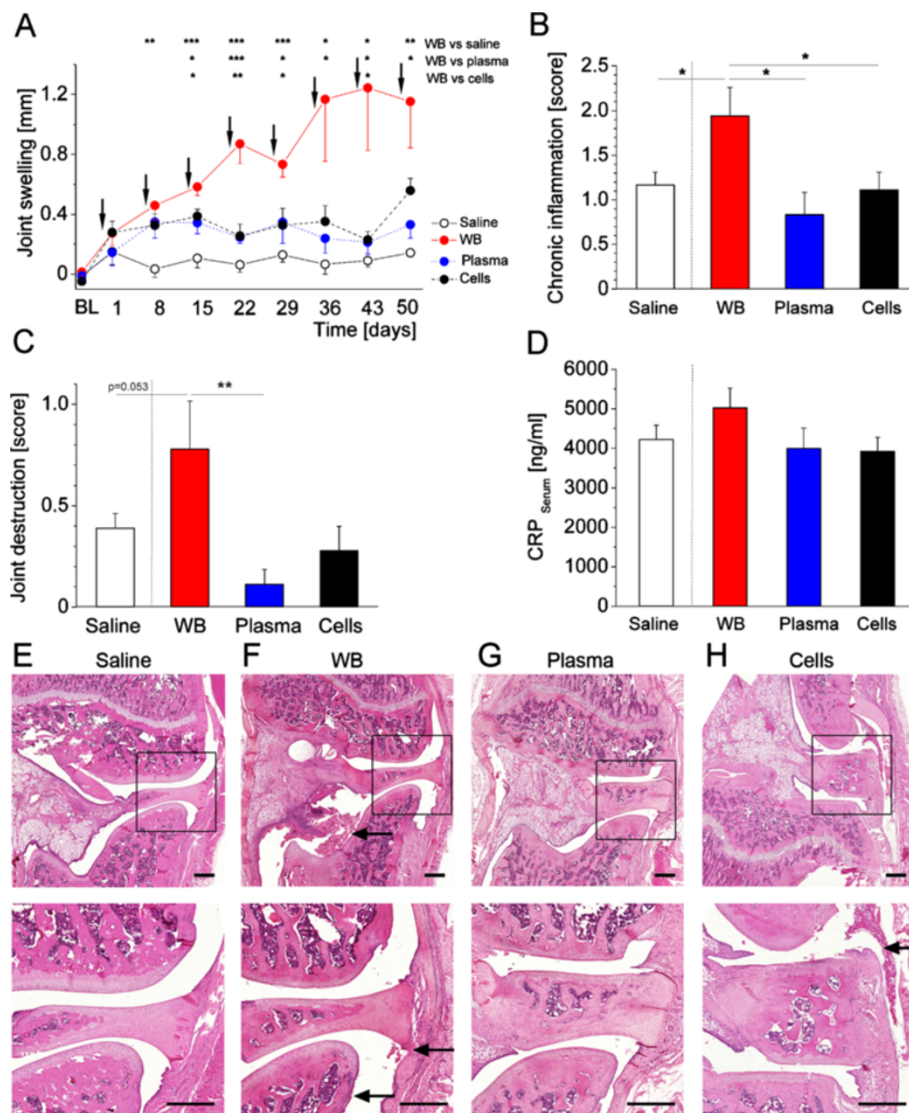 A
** *** *** *** * * ** WB vs saline
* *** * * * * WB vs plasma
* ** * * WB vs cells
Joint swelling [mm]
1.2
0.8
0.4
0
BL 1 8 15 22 29 36 43 50
Time [days]
Saline
WB
Plasma
Cells
B
Chronic inflammation [score]
2.5
2.0
1.5
1.0
0.5
0.0
* * *
Saline WB Plasma Cells
C
Joint destruction [score]
1.0
0.5
0
p=0.053
**
Saline WB Plasma Cells
D
CRP Serum [ng/ml]
6000
5000
4000
3000
2000
1000
0
Saline WB Plasma Cells
E Saline
F WB
G Plasma
H Cells